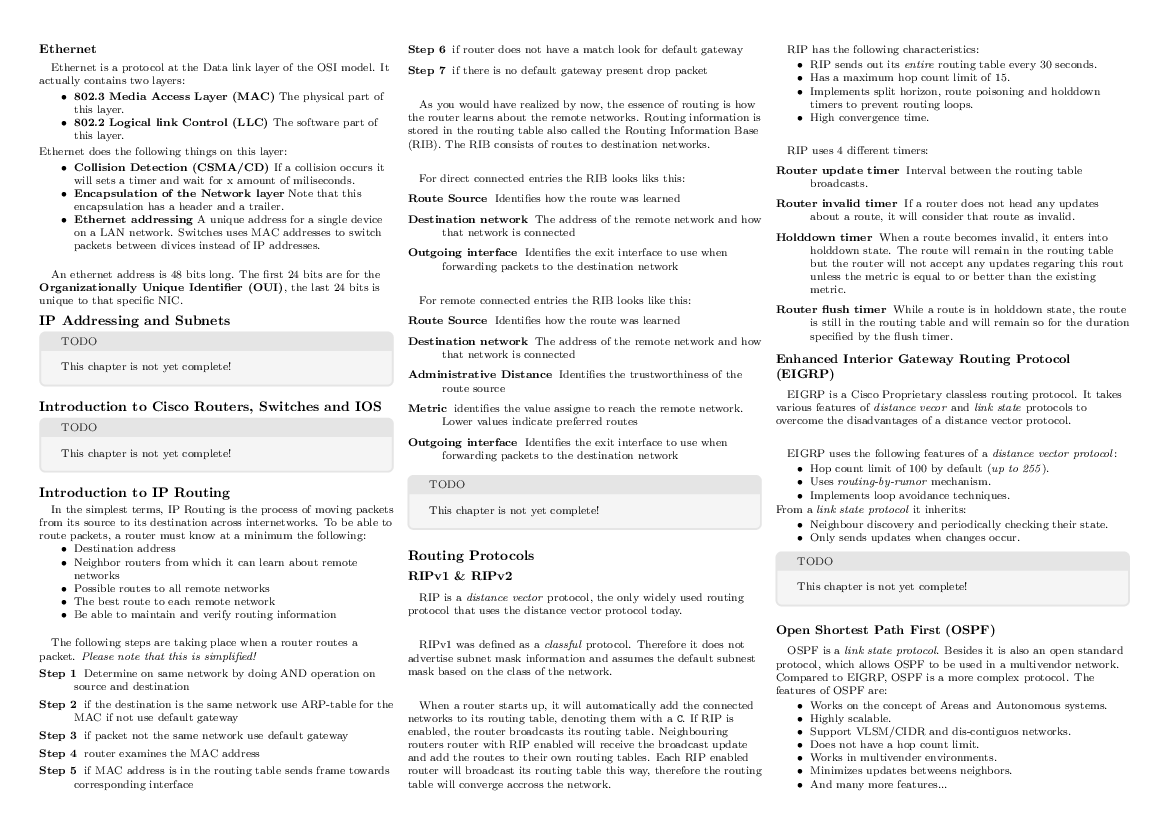 Ethernet
Ethernet is a protocol at the Data link layer of the OSI model. It
actually contains two layers:
• 802.3 Media Access Layer (MAC) The physical part of
this layer.
• 802.2 Logical link Control (LLC) The software part of
this layer.
Ethernet does the following things on this layer:
• Collision Detection (CSMA/CD) If a collision occurs it
will sets a timer and wait for x amount of miliseconds.
• Encapsulation of the Network layer Note that this
encapsulation has a header and a trailer.
• Ethernet addressing A unique address for a single device
on a LAN network. Switches uses MAC addresses to switch
packets between divices instead of IP addresses.
An ethernet address is 48 bits long. The first 24 bits are for the
Organizationally Unique Identifier (OUI), the last 24 bits is
unique to that specific NIC.
IP Addressing and Subnets
TODO
This chapter is not yet complete!
Introduction to Cisco Routers, Switches and IOS
TODO
This chapter is not yet complete!
Introduction to IP Routing
In the simplest terms, IP Routing is the process of moving packets
from its source to its destination across internetworks. To be able to
route packets, a router must know at a minimum the following:
• Destination address
• Neighbor routers from which it can learn about remote
networks
• Possible routes to all remote networks
• The best route to each remote network
• Be able to maintain and verify routing information
The following steps are taking place when a router routes a
packet. Please note that this is simplified!
Step 1 Determine on same network by doing AND operation on
source and destination
Step 2 if the destination is the same network use ARP-table for the
MAC if not use default gateway
Step 3 if packet not the same network use default gateway
Step 4 router examines the MAC address
Step 5 if MAC address is in the routing table sends frame towards
corresponding interface
Step 6 if router does not have a match look for default gateway
Step 7 if there is no default gateway present drop packet
As you would have realized by now, the essence of routing is how
the router learns about the remote networks. Routing information is
stored in the routing table also called the Routing Information Base
(RIB). The RIB consists of routes to destination networks.
For direct connected entries the RIB looks liks this:
Route Source Identifies how the route was learned
Destination network The address of the remote network and how
that network is connected
Outgoing interface Identifies the exit interface to use when
forwarding packets to the destination network
For remote connected entries the RIB looks like this:
Route Source Identifies how the route was learned
Destination network The address of the remote network and how
that network is connected
Administrative Distance Identifies the trustworthiness of the
route source
Metric identifies the value assigne to reach the remote network.
Lower values indicate preferred routes
Outgoing interface Identifies the exit interface to use when
forwarding packets to the destination network
TODO
This chapter is not yet complete!
Routing Protocols
RIPv1 & RIPv2
RIP is a distance vector protocol, the only widely used routing
protocol that uses the distance vector protocol today.
RIPv1 was defined as a classful protocol. Therefore it does not
advertise subnet mask information and assumes the default subnest
mask based on the class of the network.
When a router starts up, it will automatically add the connected
networks to its routing table, denoting them with a C. If RIP is
enabled, the router broadcasts its routing table. Neighbouring
routers router with RIP enabled will receive the broadcast update
and add the routes to their own routing tables. Each RIP enabled
router will broadcast its routing table this way, therefore the routing
table will converge accross the network.
RIP has the following characteristics:
• RIP sends out its entire routing table every 30 seconds.
• Has a maximum hop count limit of 15.
• Implements split horizon, route poisoning and holddown
timers to prevent routing loops.
• High convergence time.
RIP uses 4 different timers:
Router update timer Interval between the routing table
broadcasts.
Router invalid timer If a router does not head any updates
about a route, it will consider that route as invalid.
Holddown timer When a route becomes invalid, it enters into
holddown state. The route will remain in the routing table
but the router will not accept any updates regaring this rout
unless the metric is equal to or better than the existing
metric.
Router flush timer While a route is in holddown state, the route
is still in the routing table and will remain so for the duration
specified by the flush timer.
Enhanced Interior Gateway Routing Protocol
(EIGRP)
EIGRP is a Cisco Proprietary classless routing protocol. It takes
various features of distance vecor and link state protocols to
overcome the disadvantages of a distance vector protocol.
EIGRP uses the following features of a distance vector protocol:
• Hop count limit of 100 by default (up to 255).
• Uses routing-by-rumor mechanism.
• Implements loop avoidance techniques.
From a link state protocol it inherits:
• Neighbour discovery and periodically checking their state.
• Only sends updates when changes occur.
TODO
This chapter is not yet complete!
Open Shortest Path First (OSPF)
OSPF is a link state protocol. Besides it is also an open standard
protocol, which allows OSPF to be used in a multivendor network.
Compared to EIGRP, OSPF is a more complex protocol. The
features of OSPF are:
• Works on the concept of Areas and Autonomous systems.
• Highly scalable.
• Support VLSM/CIDR and dis-contiguos networks.
• Does not have a hop count limit.
• Works in multivender environments.
• Minimizes updates betweens neighbors.
• And many more features...